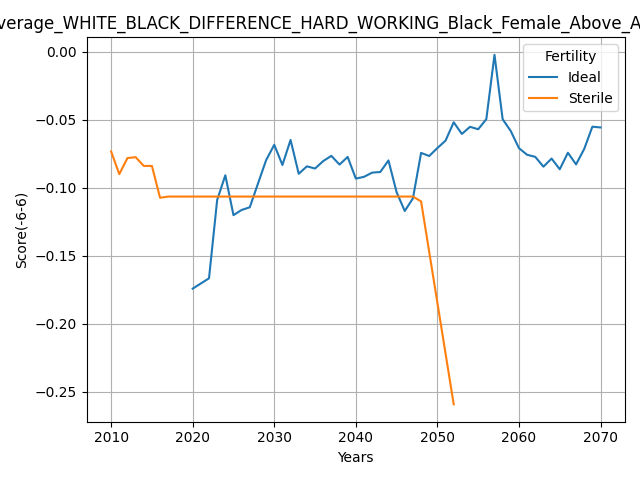 verage_WHITE_BLACK_DIFFERENCE_HARD_WORKING_Black_Female_Above_A
Fertility
Ideal
Sterile
Score(-6-6)
0.00
−0.05
−0.10
−0.15
−0.20
−0.25
2010 2020 2030 2040 2050 2060 2070
Years